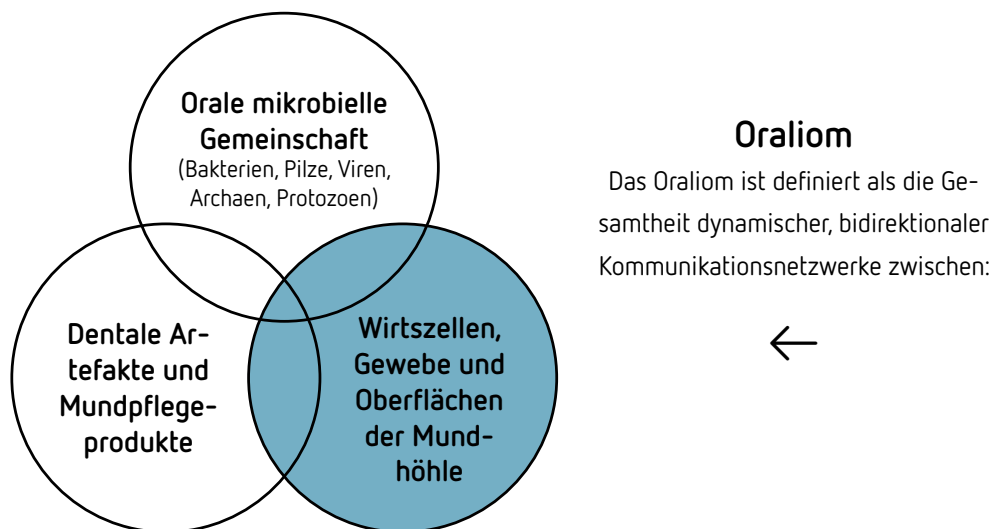 Orale mikrobielle
Gemeinschaft
(Bakterien, Pilze, Viren,
Archaen, Protozoen)
Dentale Ar-
tefakte und
Mundpflege-
produkte
Wirtszellen,
Gewebe und
Oberflächen
der Mund-
höhle
Oraliom
Das Oraliom ist definiert als die Ge-
samtheit dynamischer, bidirektionaler
Kommunikationsnetzwerke zwischen: